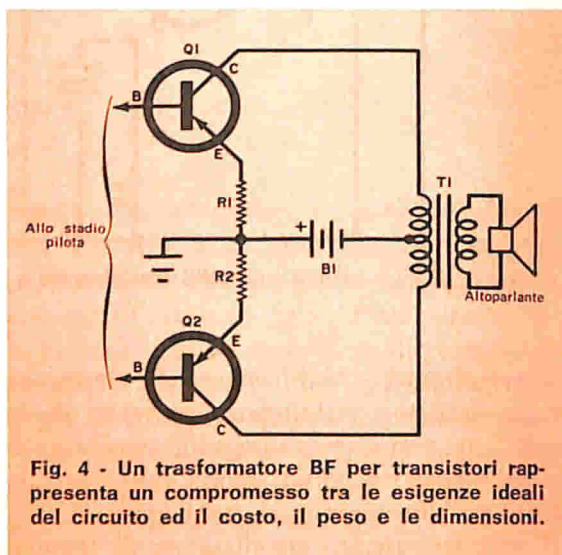 Q1
C
B
E
R1
Allo stadio
pilota
+
B1
T1
Altoparlante
R2
Q2
E
B
C
Fig. 4 - Un trasformatore BF per transistori rap-
presenta un compromesso tra le esigenze ideali
del circuito ed il costo, il peso e le dimensioni.